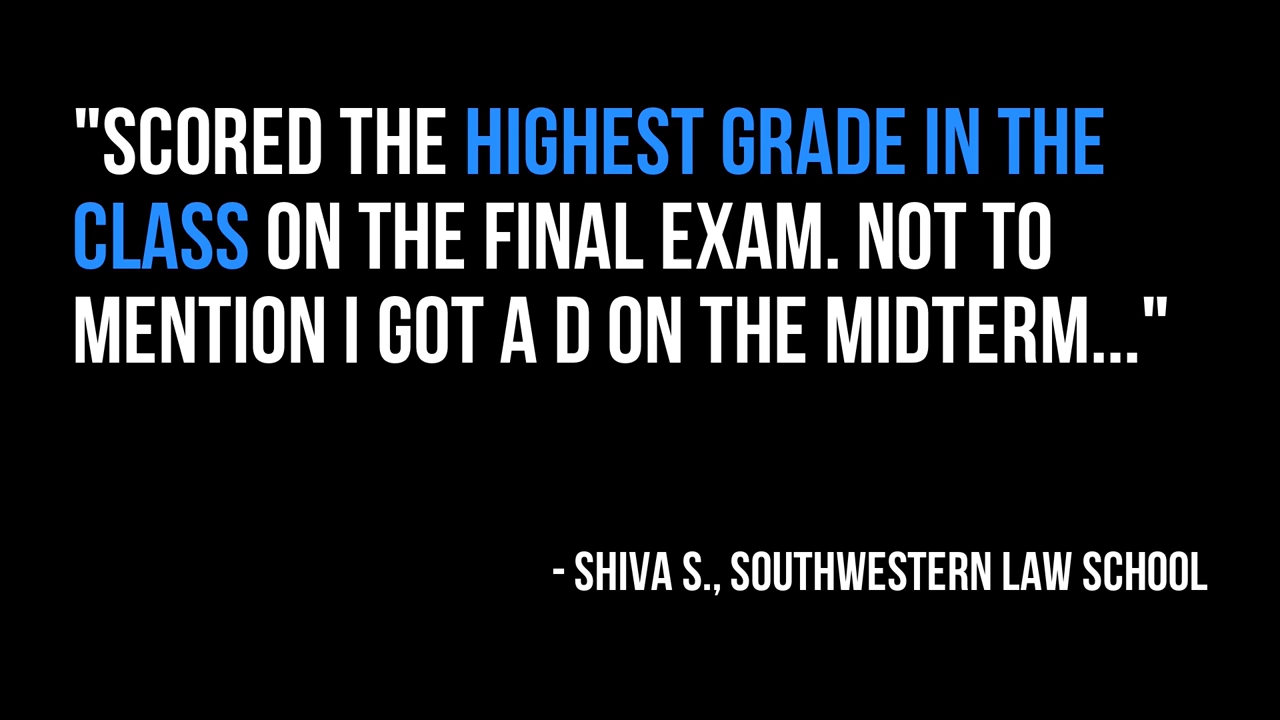 "SCORED THE HIGHEST GRADE IN THE
CLASS ON THE FINAL EXAM. NOT TO
MENTION I GOT A D ON THE MIDTERM..."
- SHIVA S., SOUTHWESTERN LAW SCHOOL